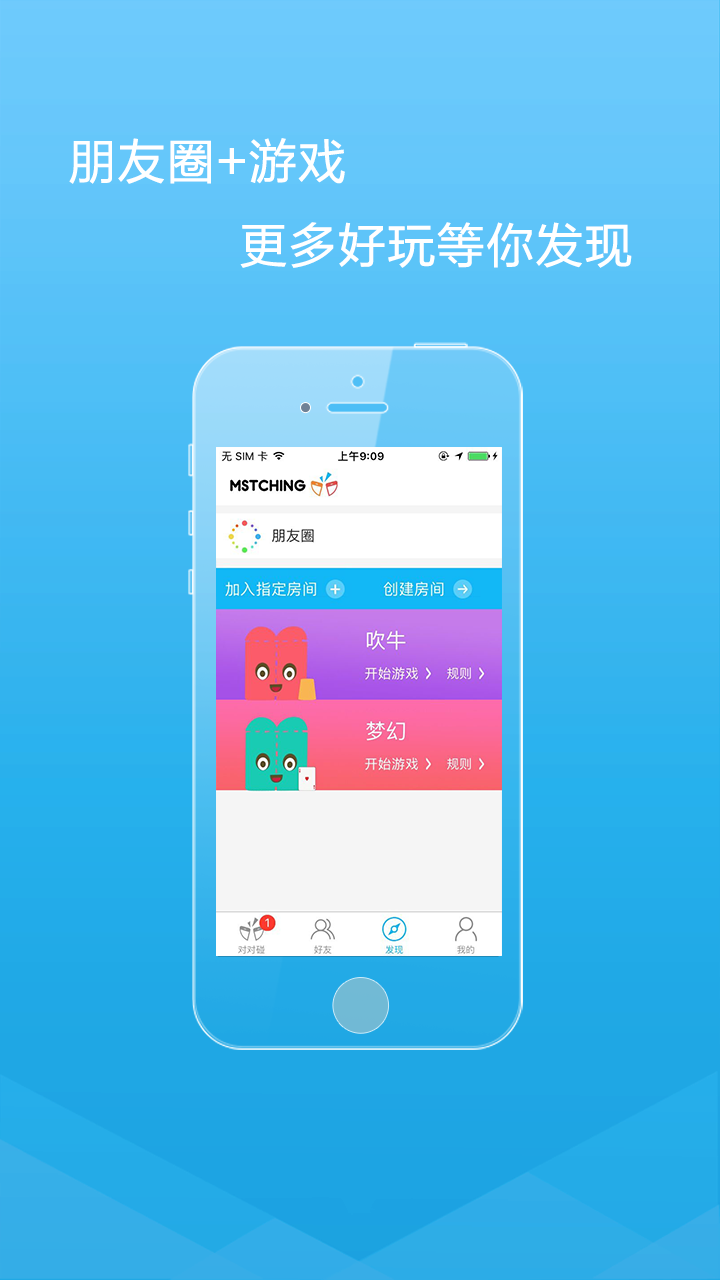 朋友圈+游戏
更多好玩等你发现
无 SIM 卡 上午9:09
MSTCHING
朋友圈
加入指定房间 创建房间
吹牛
开始游戏 规则
梦幻
开始游戏 规则
1
对对碰 好友 发现 我的